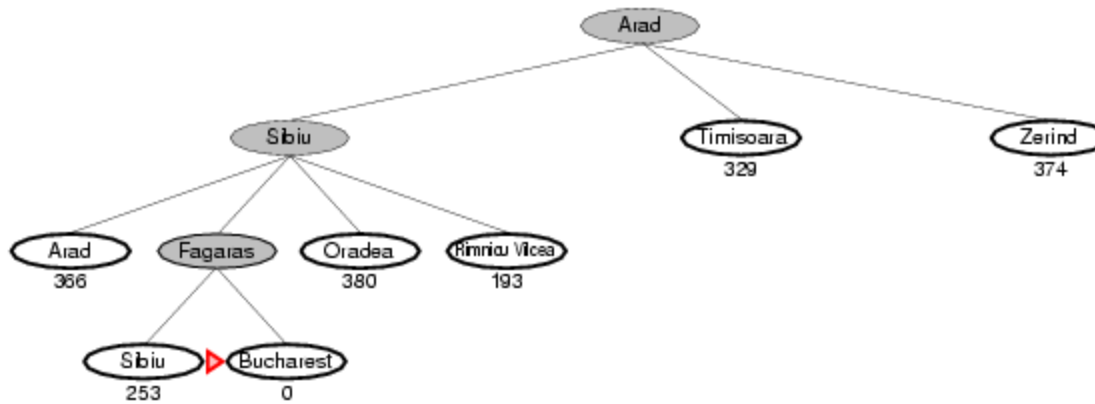 Arad
Sibiu
Timisoara
Zerind
329
374
Arad
Fagaras
Oradea
Rimnicu Vilcea
366
380
193
Sibiu
Bucharest
253
0